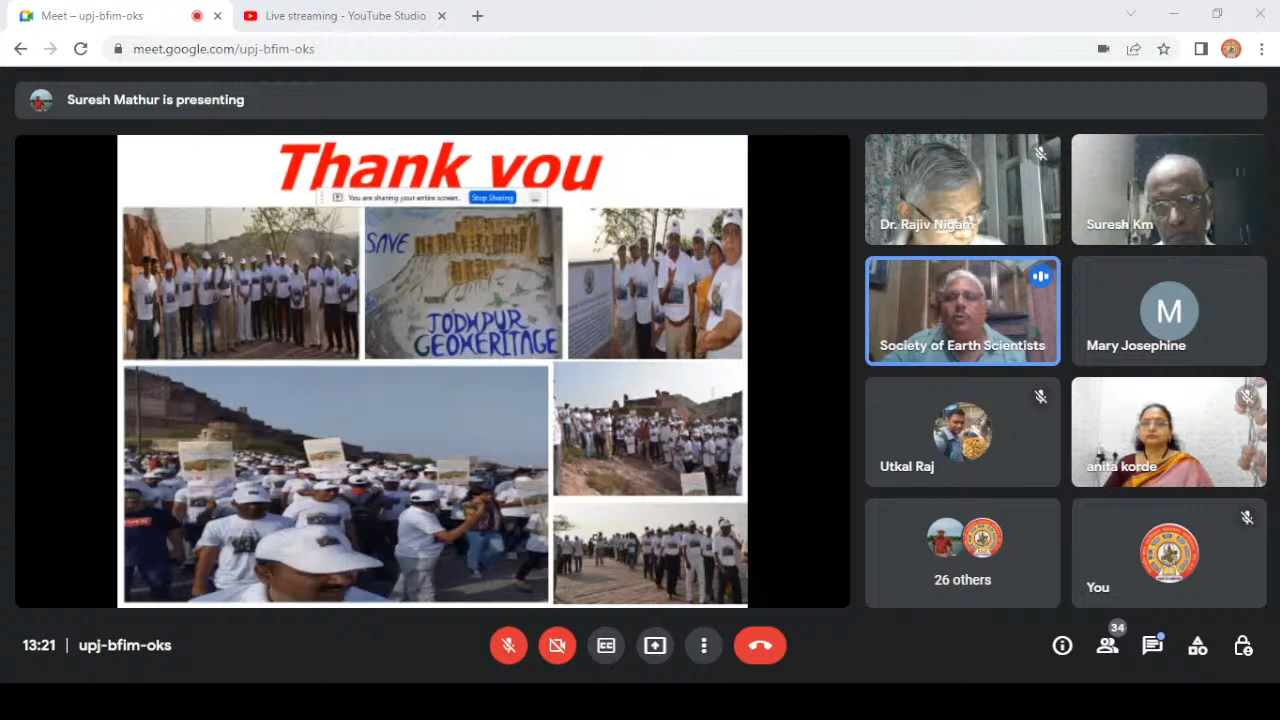 Meet – upj-bfim-oks
Live streaming - YouTube Studio
meet.google.com/upj-bfim-oks
Suresh Mathur is presenting
Thank you
You are sharing your entire screen.
Stop Sharing
SAVE
JODHPUR
GEOHERITAGE
Dr. Rajiv Nigam
Suresh Km
Society of Earth Scientists
M
Mary Josephine
Utkal Raj
anita korde
26 others
You
13:21 | upj-bfim-oks
CC
34